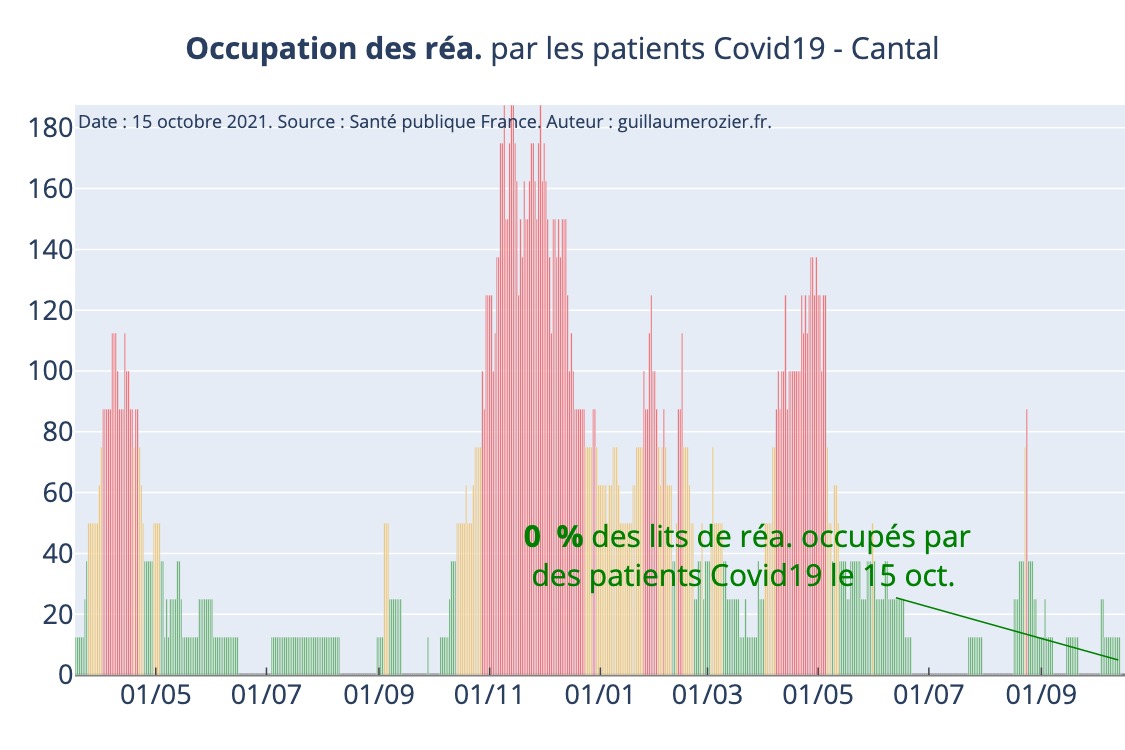 Occupation des réa. par les patients Covid19 - Cantal
Date : 15 octobre 2021. Source : Santé publique France. Auteur : guillaumerozier.fr.
180
160
140
120
100
80
60
40
20
0
0 % des lits de réa. occupés par
des patients Covid19 le 15 oct.
01/05 01/07 01/09 01/11 01/01 01/03 01/05 01/07 01/09